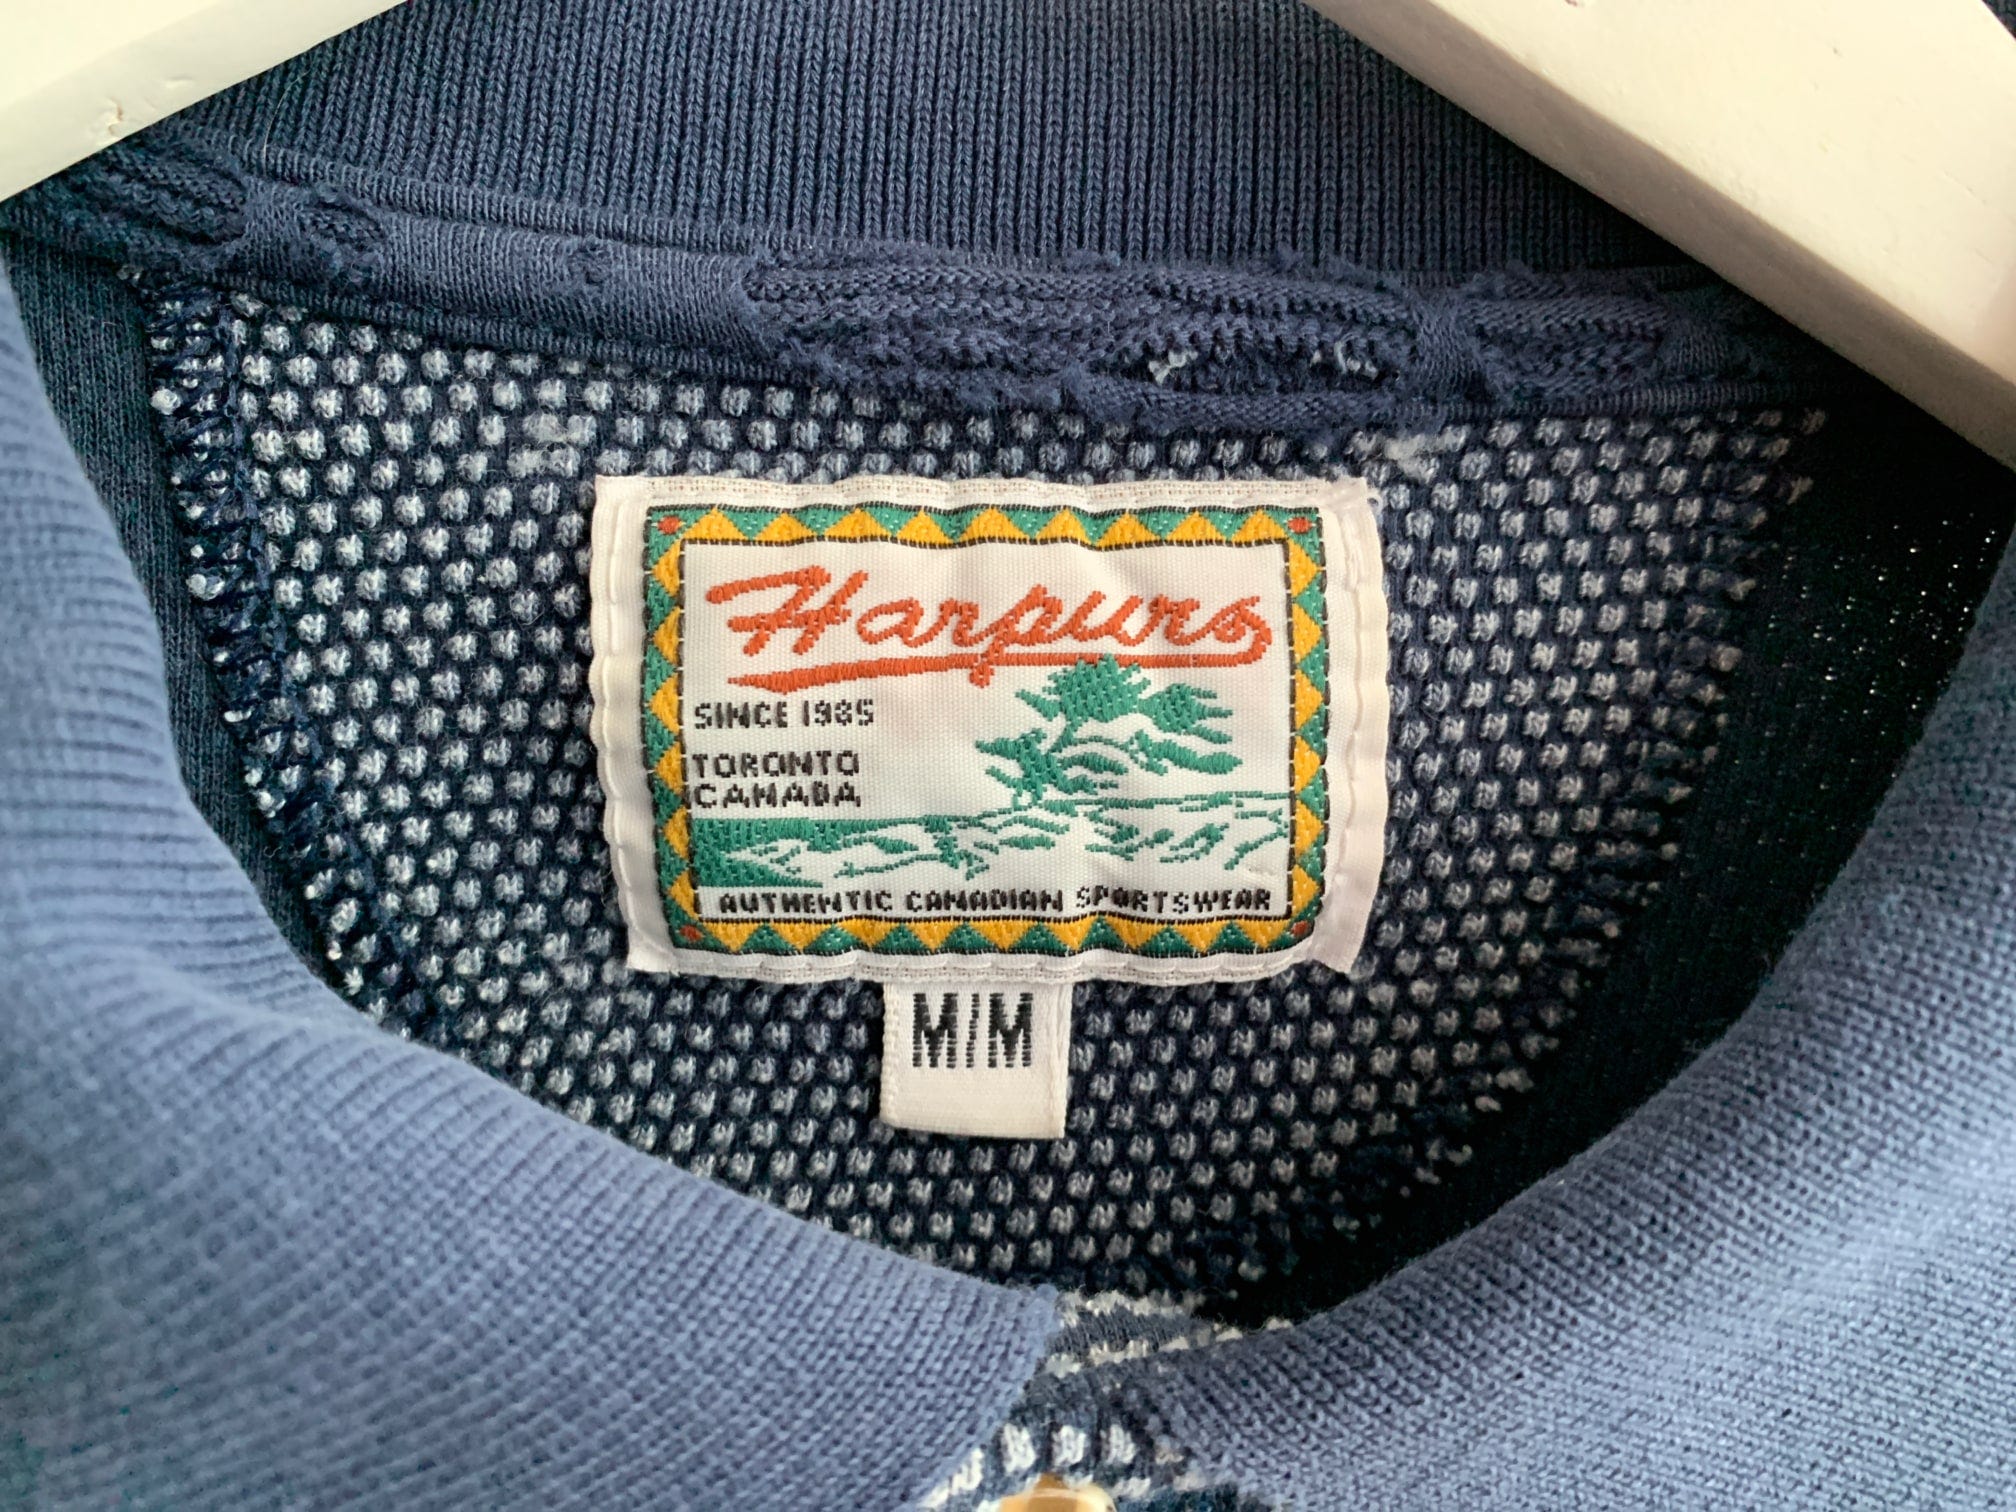 Harpurs
SINCE 1985
TORONTO
CANADA
AUTHENTIC CANADIAN SPORTSWEAR
M/M